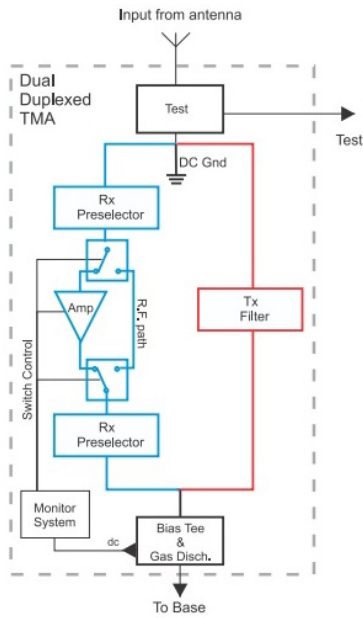 Input from antenna
Dual
Duplexed
TMA
Test
Test
DC Gnd
Rx
Preselector
Amp
R.F. path
Tx
Filter
Switch Control
Rx
Preselector
Monitor
System
dc
Bias Tee
&
Gas Disch.
To Base